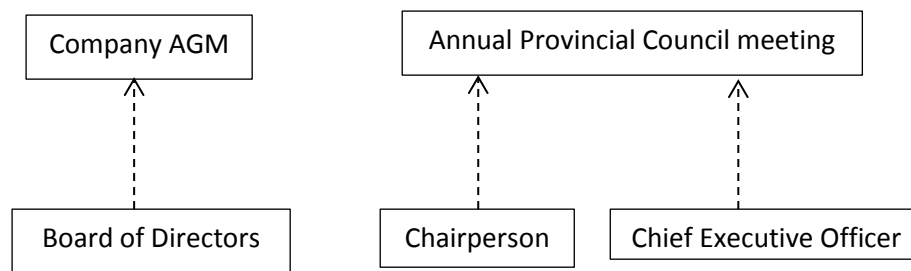 Company AGM
Annual Provincial Council meeting
Board of Directors
Chairperson
Chief Executive Officer